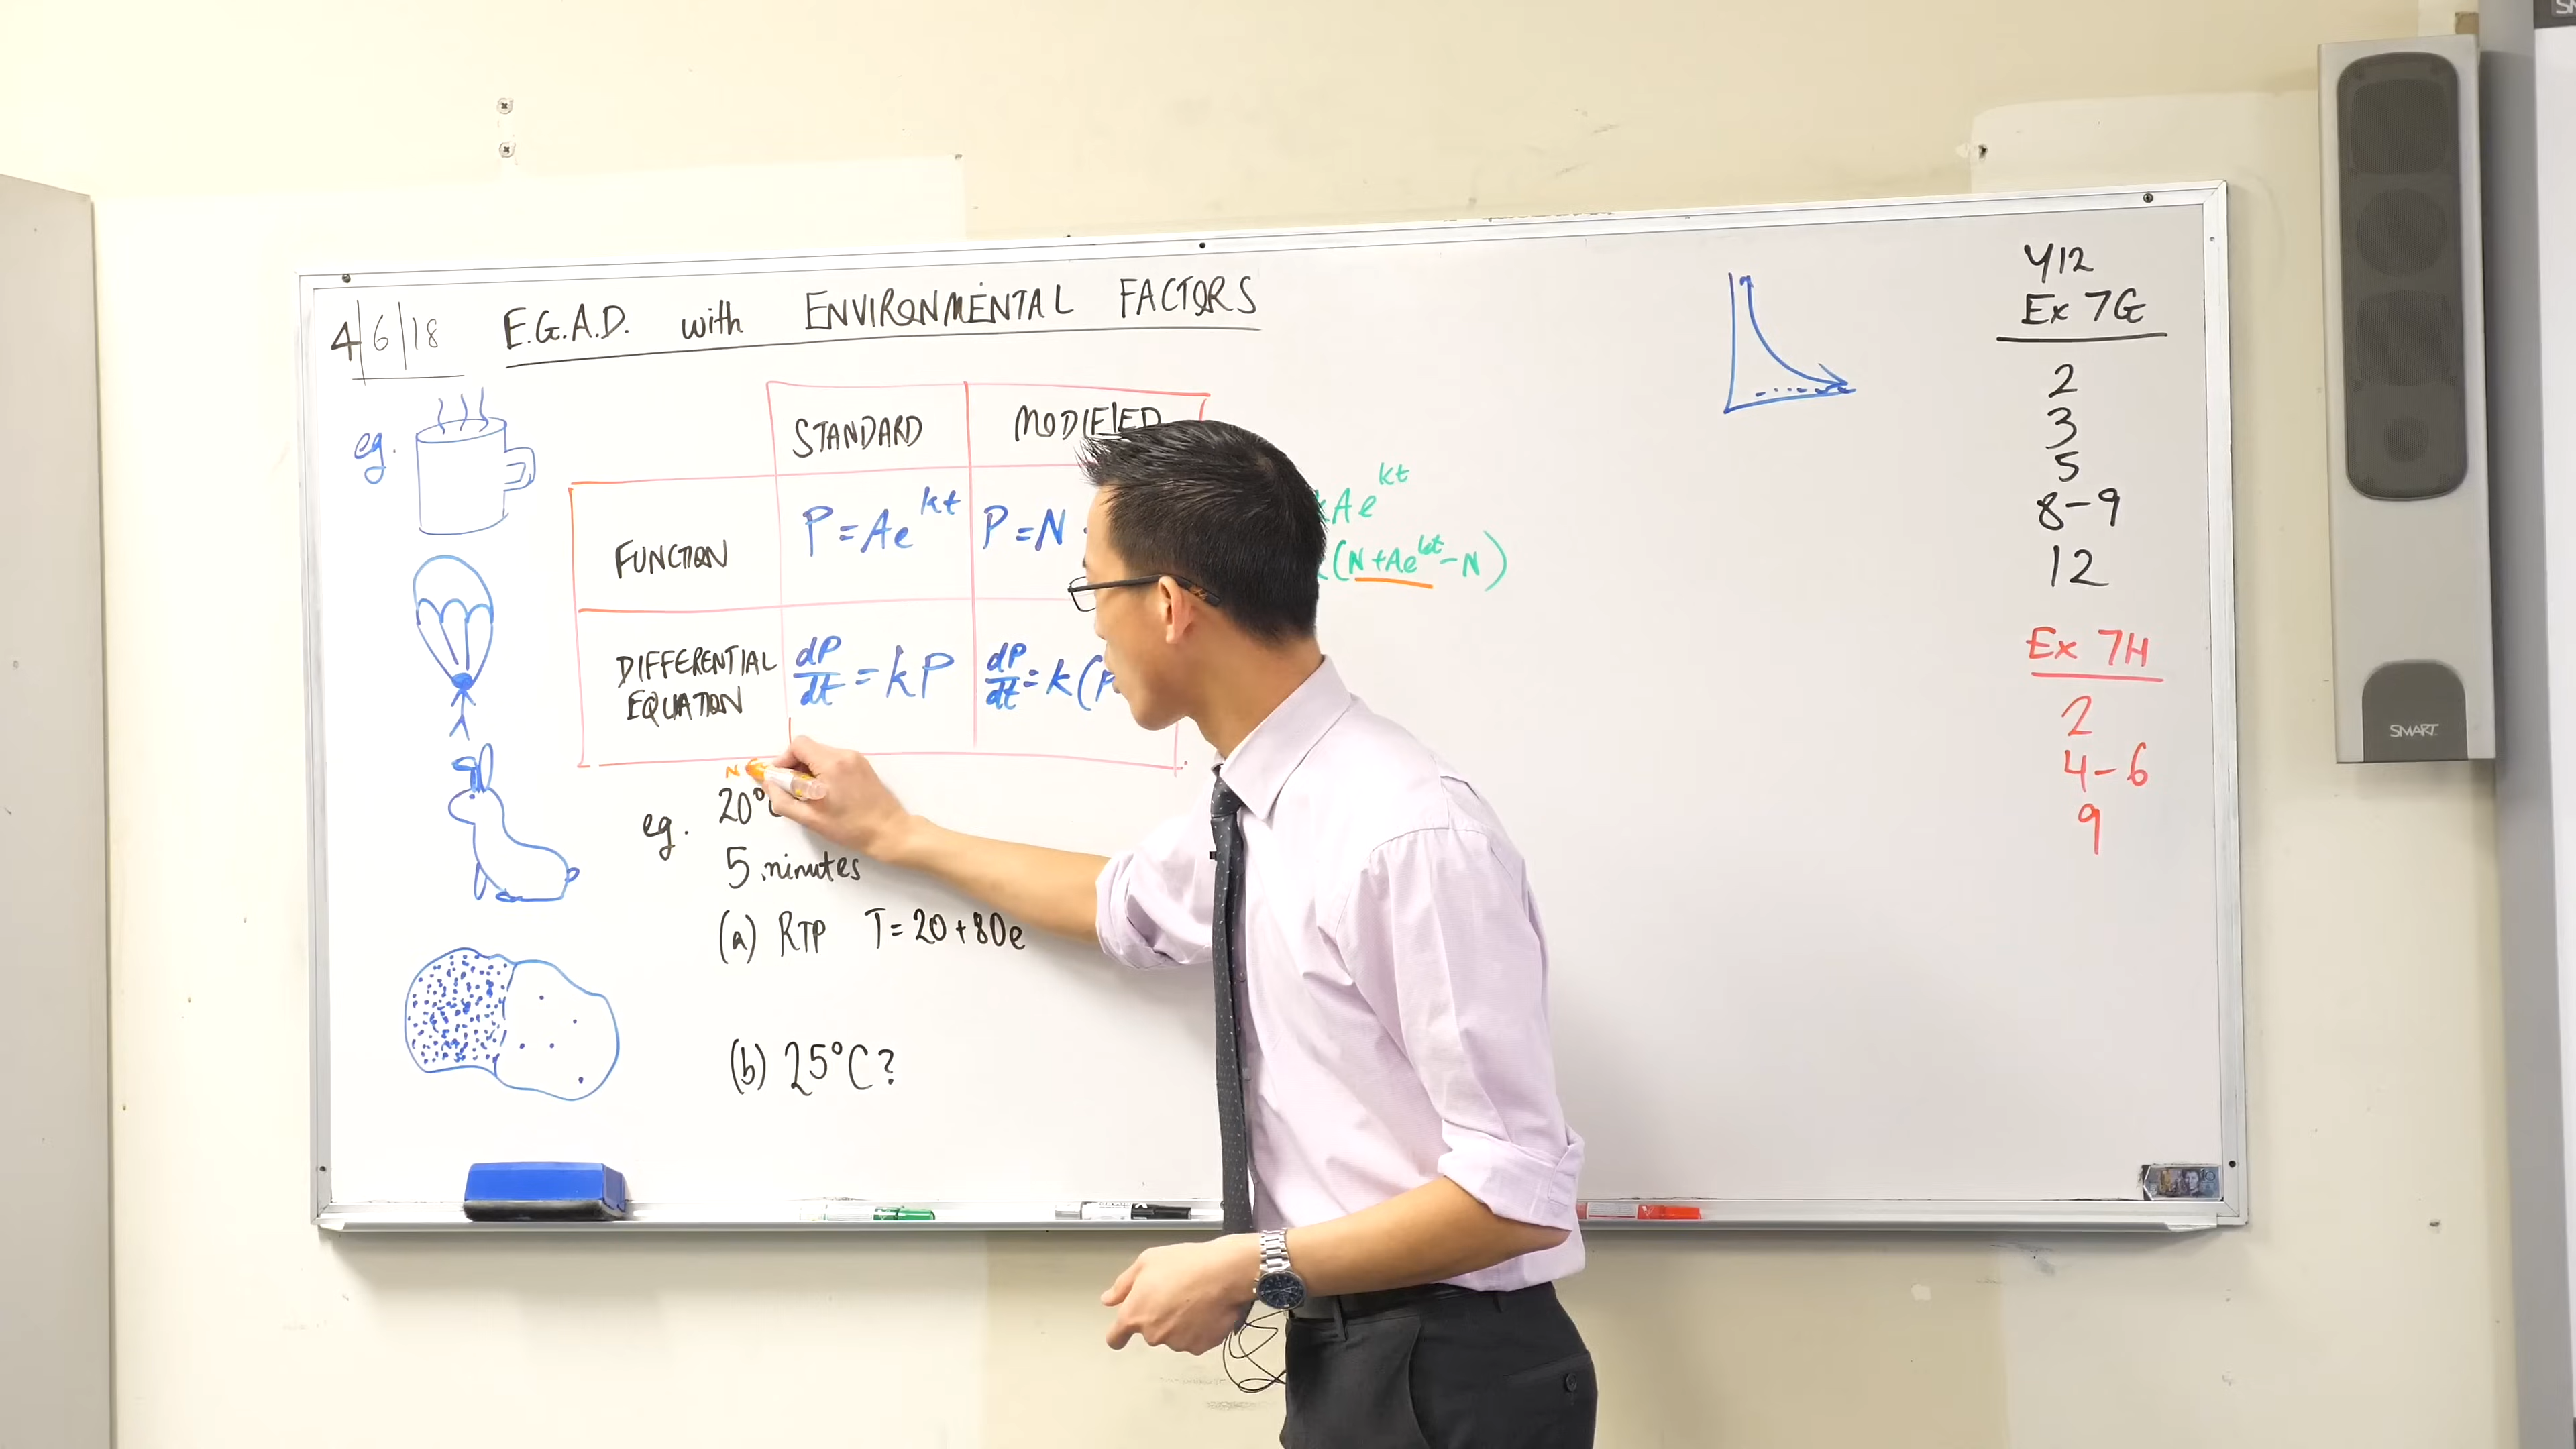 4/6/18 E.G.A.D. with ENVIRONMENTAL FACTORS
eg.
STANDARD MODIFIED
FUNCTION P=Ae^kt P=N
DIFFERENTIAL EQUATION dP/dt=kP dP/dt=k(P
kAe^kt
(N+Ae^kt-N)
N
eg. 20°C
5 minutes
(a) RTP T=20+80e
(b) 25°C?
Y12
Ex 7G
2
3
5
8-9
12
Ex 7H
2
4-6
9
SMART